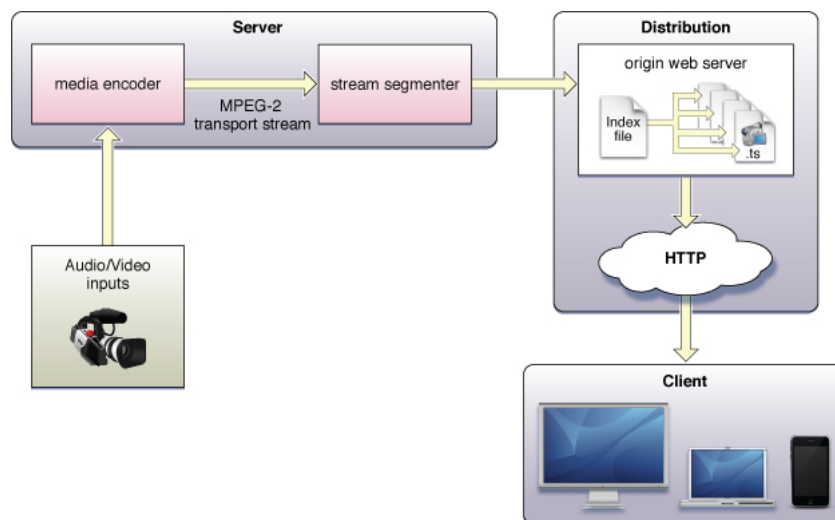 Server
media encoder
MPEG-2
transport stream
stream segmenter
Distribution
origin web server
Index
file
.ts
HTTP
Audio/Video
inputs
Client